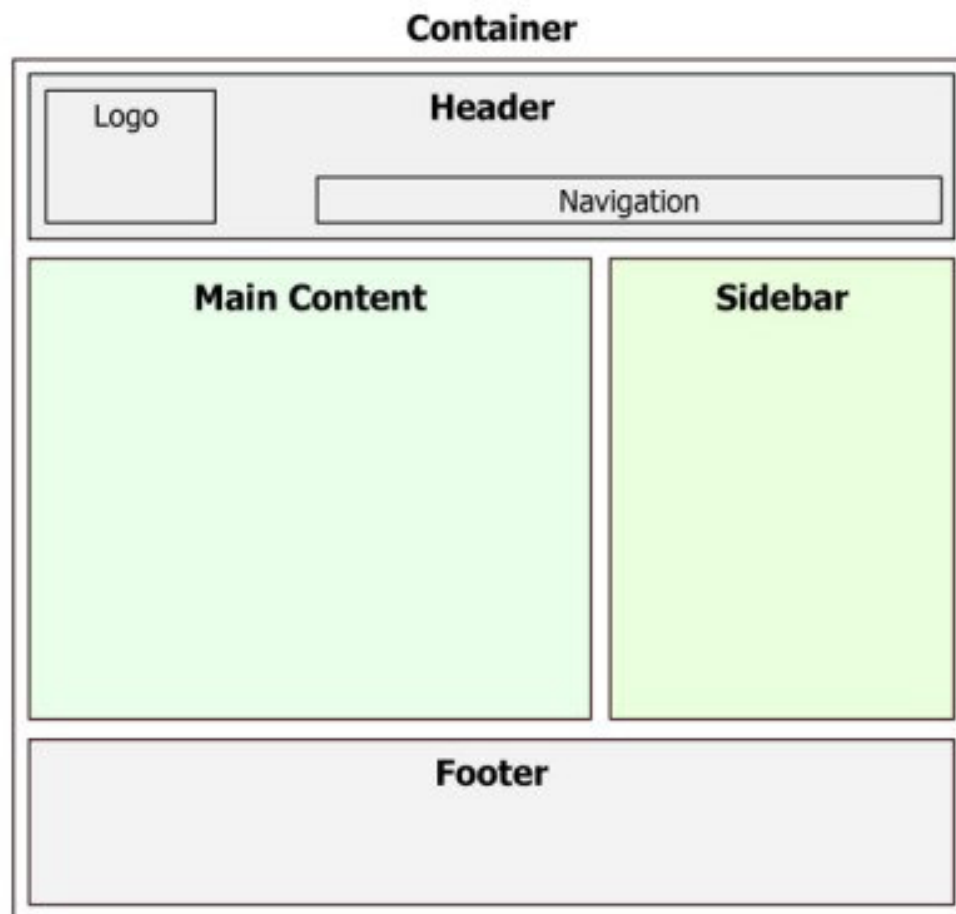 Container
Logo
Header
Navigation
Main Content
Sidebar
Footer